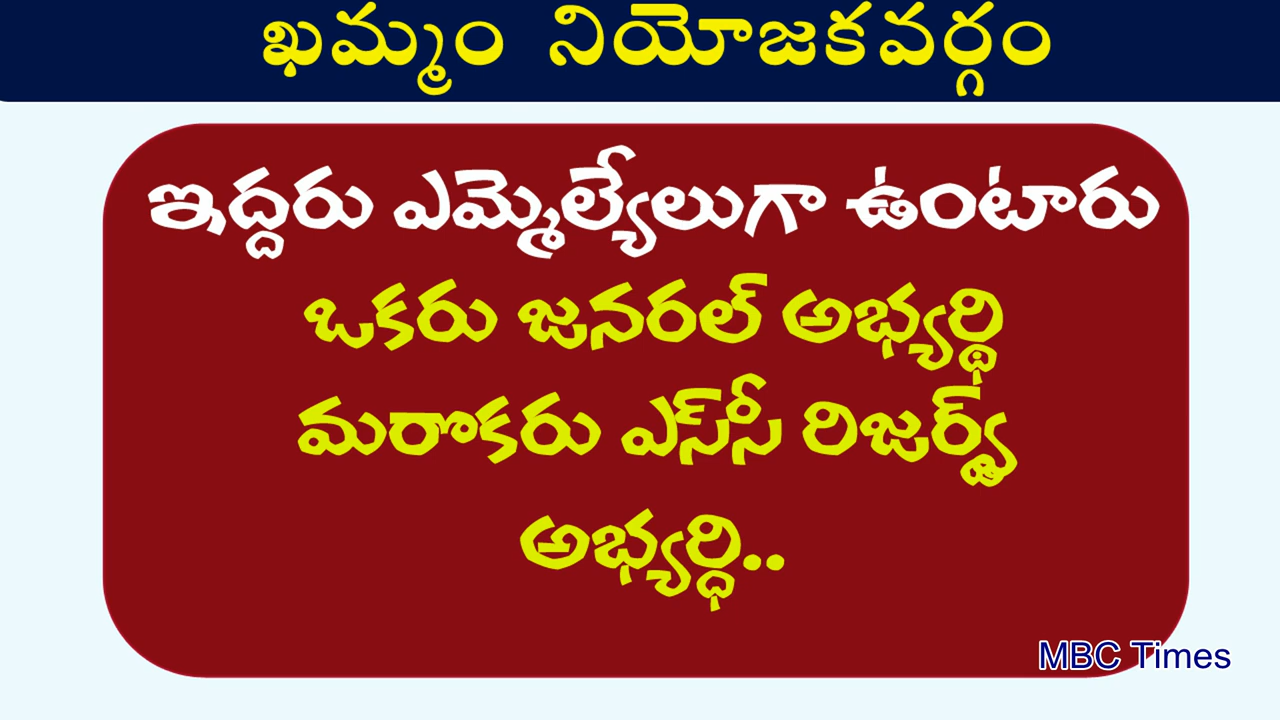 ఖమ్మం నియోజకవర్గం
ఇద్దరు ఎమ్మెల్యేలుగా ఉంటారు
ఒకరు జనరల్ అభ్యర్థి
మరొకరు ఎస్‌సీ రిజర్వ్డ్
అభ్యర్ధి..
MBC Times